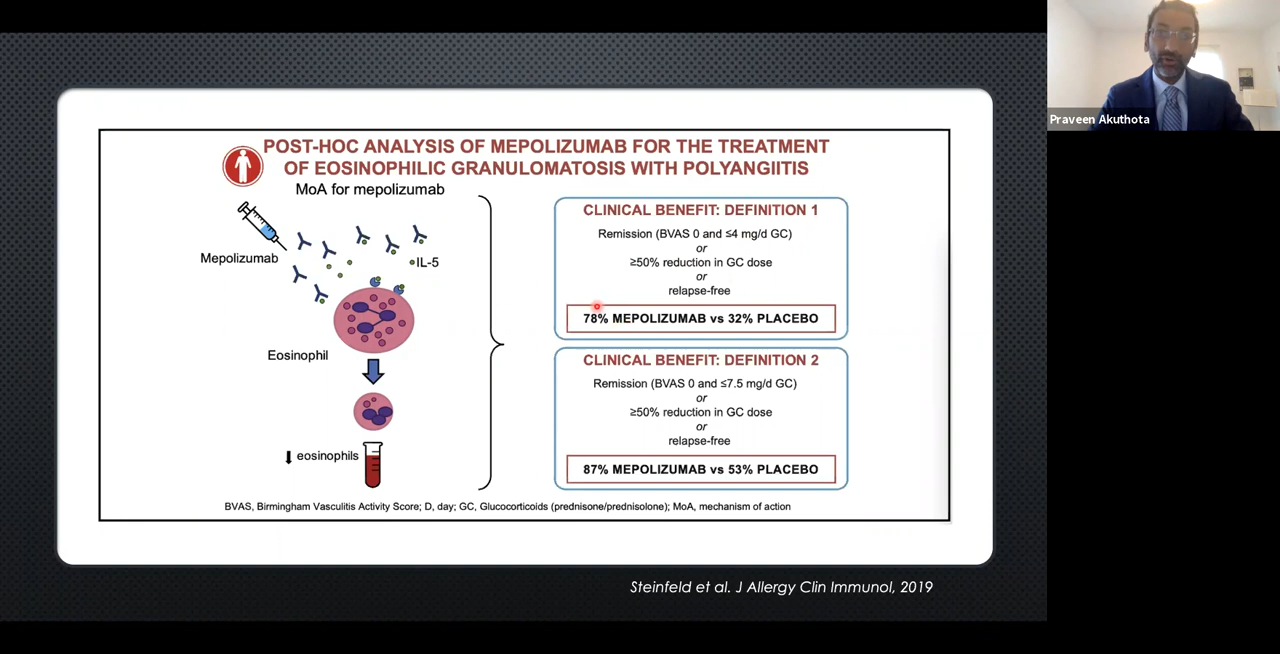 POST-HOC ANALYSIS OF MEPOLIZUMAB FOR THE TREATMENT
OF EOSINOPHILIC GRANULOMATOSIS WITH POLYANGIITIS
MoA for mepolizumab
Mepolizumab
IL-5
Eosinophil
eosinophils
CLINICAL BENEFIT: DEFINITION 1
Remission (BVAS 0 and ≤4 mg/d GC)
or
≥50% reduction in GC dose
or
relapse-free
78% MEPOLIZUMAB vs 32% PLACEBO
CLINICAL BENEFIT: DEFINITION 2
Remission (BVAS 0 and ≤7.5 mg/d GC)
or
≥50% reduction in GC dose
or
relapse-free
87% MEPOLIZUMAB vs 53% PLACEBO
BVAS, Birmingham Vasculitis Activity Score; D, day; GC, Glucocorticoids (prednisone/prednisolone); MoA, mechanism of action
Steinfeld et al. J Allergy Clin Immunol, 2019
Praveen Akuthota